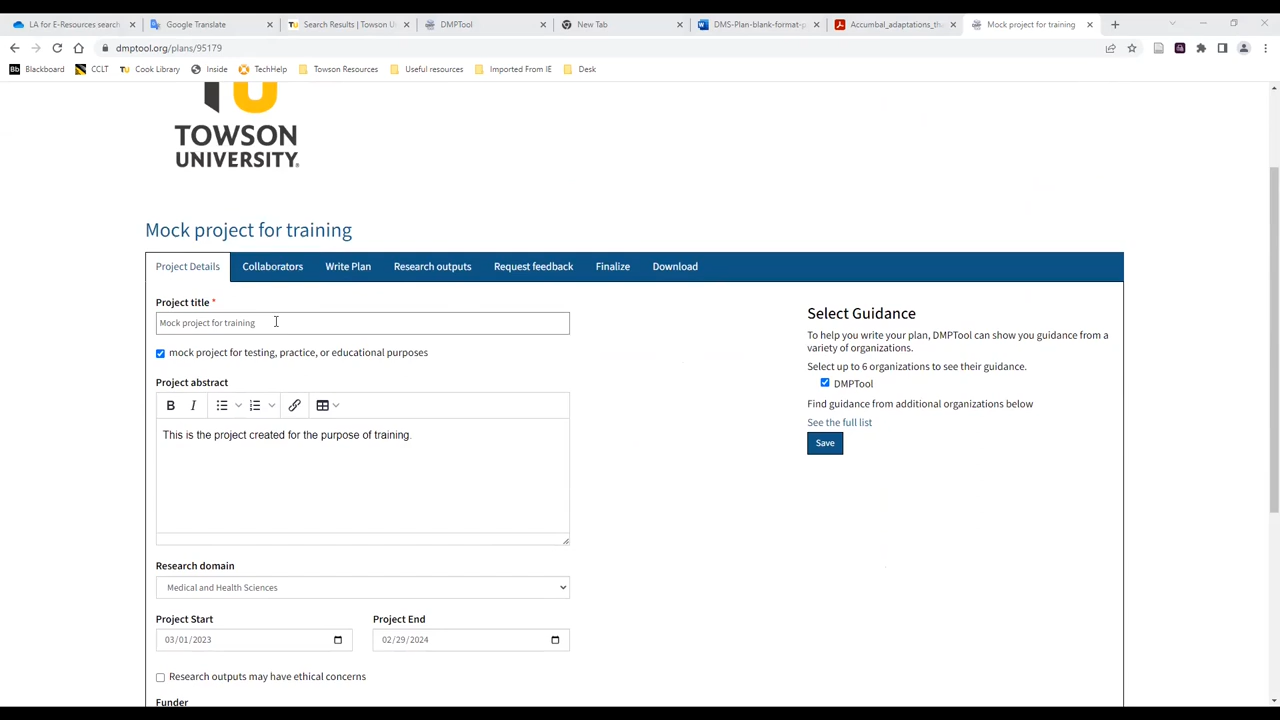 LA for E-Resources search
Google Translate
Search Results | Towson U
DMPTool
New Tab
DMS-Plan-blank-format-p
Accumbal_adaptations_th
Mock project for training
dmptool.org/plans/95179
Bb Blackboard
CCLT
TU Cook Library
Inside
TechHelp
Towson Resources
Useful resources
Imported From IE
Desk
TU
TOWSON
UNIVERSITY.
Mock project for training
Project Details
Collaborators
Write Plan
Research outputs
Request feedback
Finalize
Download
Project title *
Mock project for training
mock project for testing, practice, or educational purposes
Project abstract
B I
This is the project created for the purpose of training.
Research domain
Medical and Health Sciences
Project Start
Project End
03/01/2023
02/29/2024
Research outputs may have ethical concerns
Funder
Select Guidance
To help you write your plan, DMPTool can show you guidance from a
variety of organizations.
Select up to 6 organizations to see their guidance.
DMPTool
Find guidance from additional organizations below
See the full list
Save